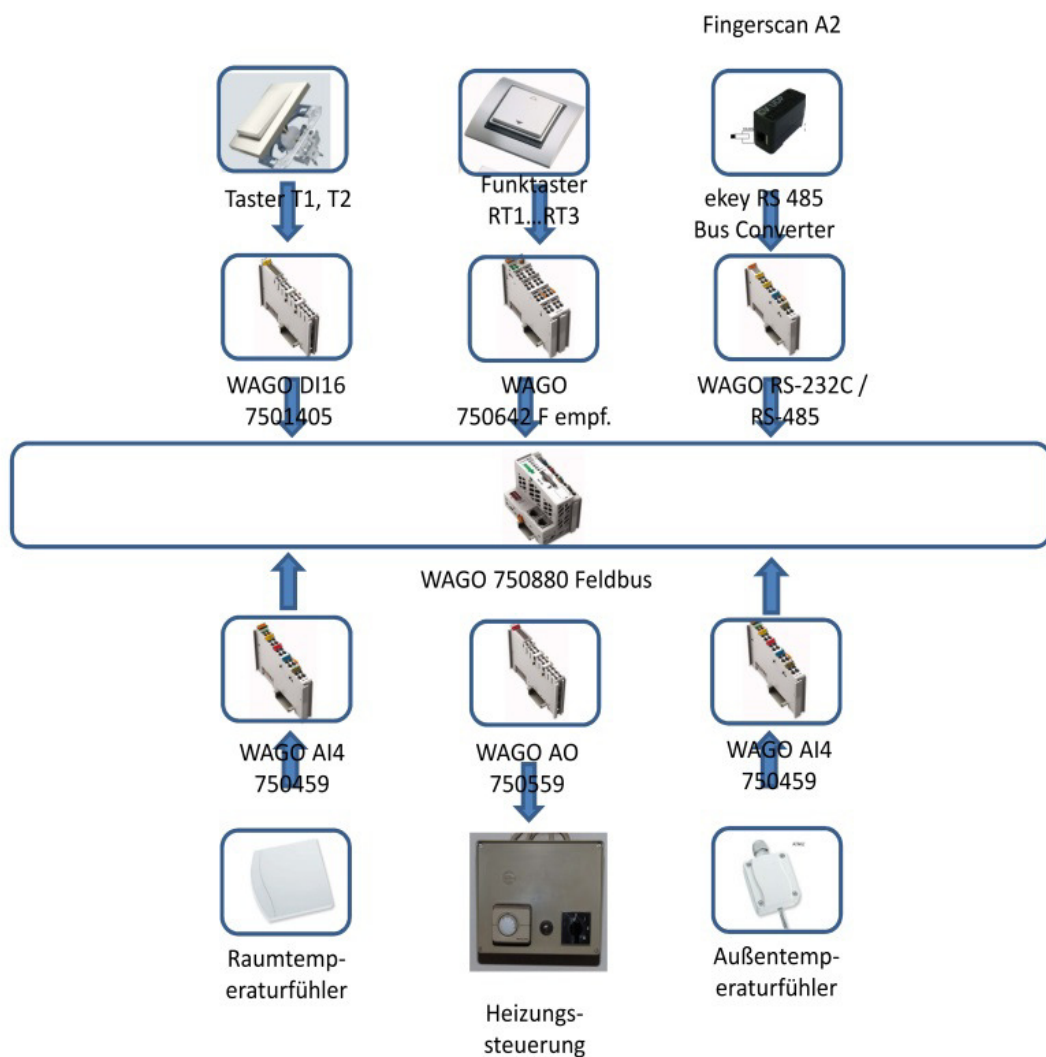 Fingerscan A2
Taster T1, T2
Funktaster
RT1...RT3
ekey RS 485
Bus Converter
WAGO DI16
7501405
WAGO
750642 F empf.
WAGO RS-232C /
RS-485
WAGO 750880 Feldbus
WAGO AI4
750459
WAGO AO
750559
WAGO AI4
750459
Raumtemp-
eraturfühler
Heizungs-
steuerung
Außentemp-
eraturfühler